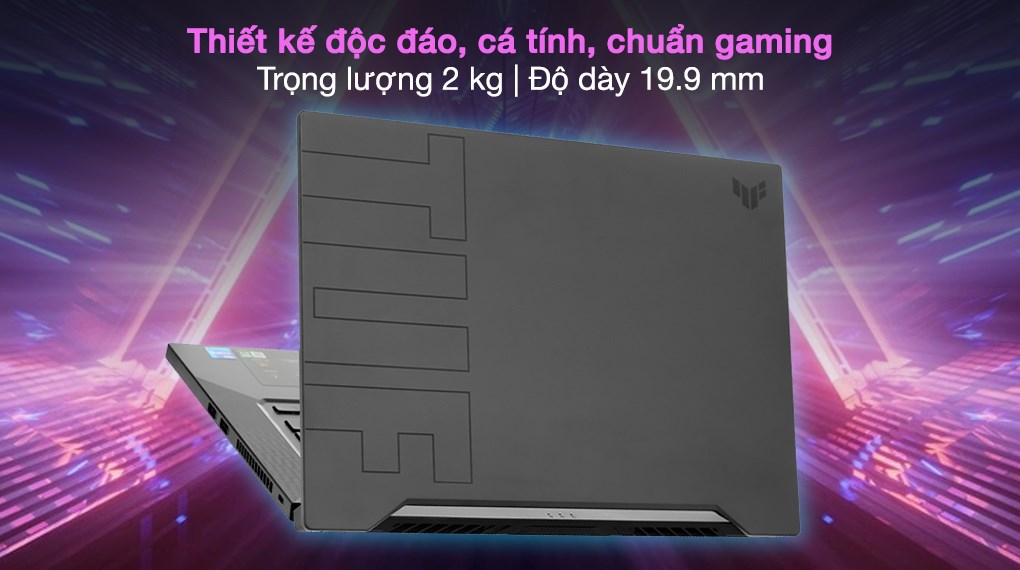 Thiết kế độc đáo, cá tính, chuẩn gaming
Trọng lượng 2 kg | Độ dày 19.9 mm
TUF